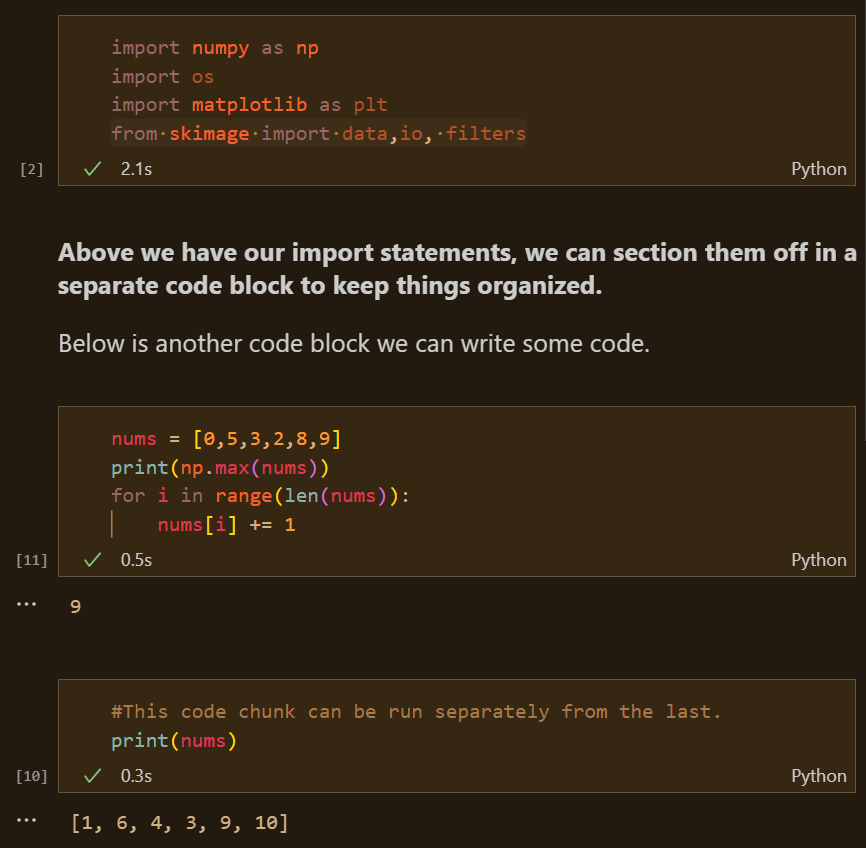 import numpy as np
import os
import matplotlib as plt
from·skimage·import·data,io,·filters
[2] 2.1s Python
Above we have our import statements, we can section them off in a
separate code block to keep things organized.
Below is another code block we can write some code.
nums = [0,5,3,2,8,9]
print(np.max(nums))
for i in range(len(nums)):
    nums[i] += 1
[11] 0.5s Python
... 9
#This code chunk can be run separately from the last.
print(nums)
[10] 0.3s Python
... [1, 6, 4, 3, 9, 10]